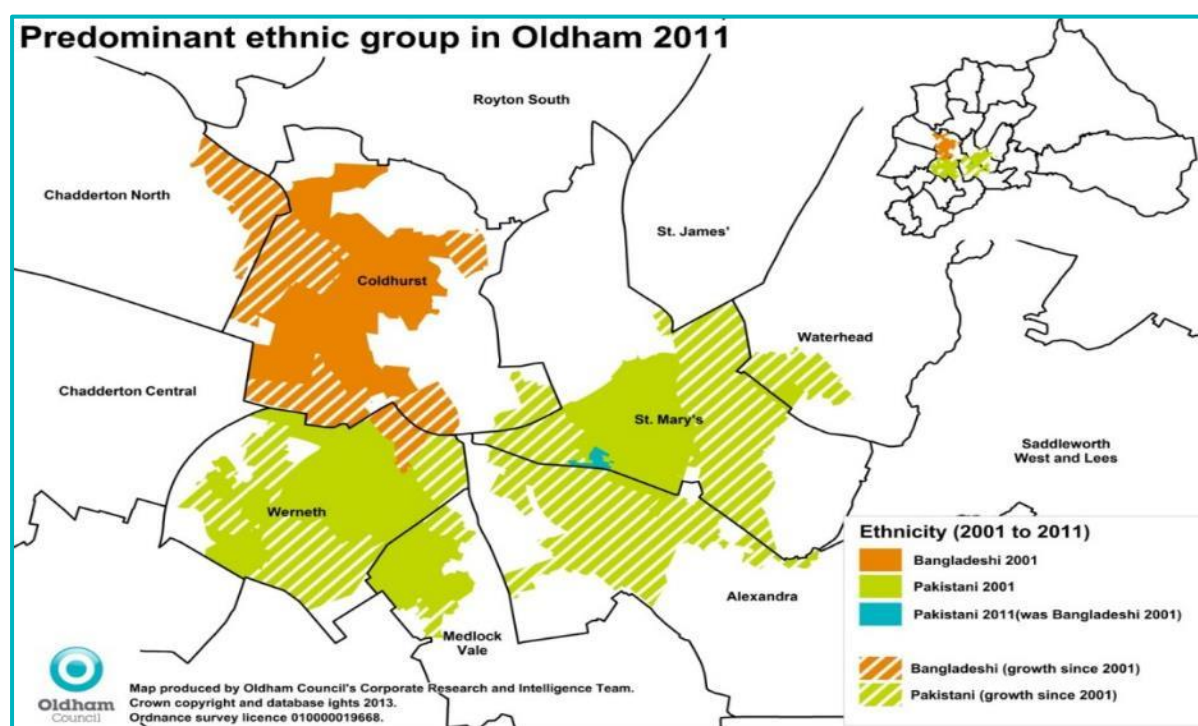 Predominant ethnic group in Oldham 2011
Royton South
Chadderton North
St. James'
Coldhurst
Waterhead
Chadderton Central
St. Mary's
Saddleworth
West and Lees
Werneth
Ethnicity (2001 to 2011)
Bangladeshi 2001
Pakistani 2001
Pakistani 2011(was Bangladeshi 2001)
Bangladeshi (growth since 2001)
Pakistani (growth since 2001)
Alexandra
Medlock
Vale
Oldham
Council
Map produced by Oldham Council's Corporate Research and Intelligence Team.
Crown copyright and database ights 2013.
Ordnance survey licence 010000019668.